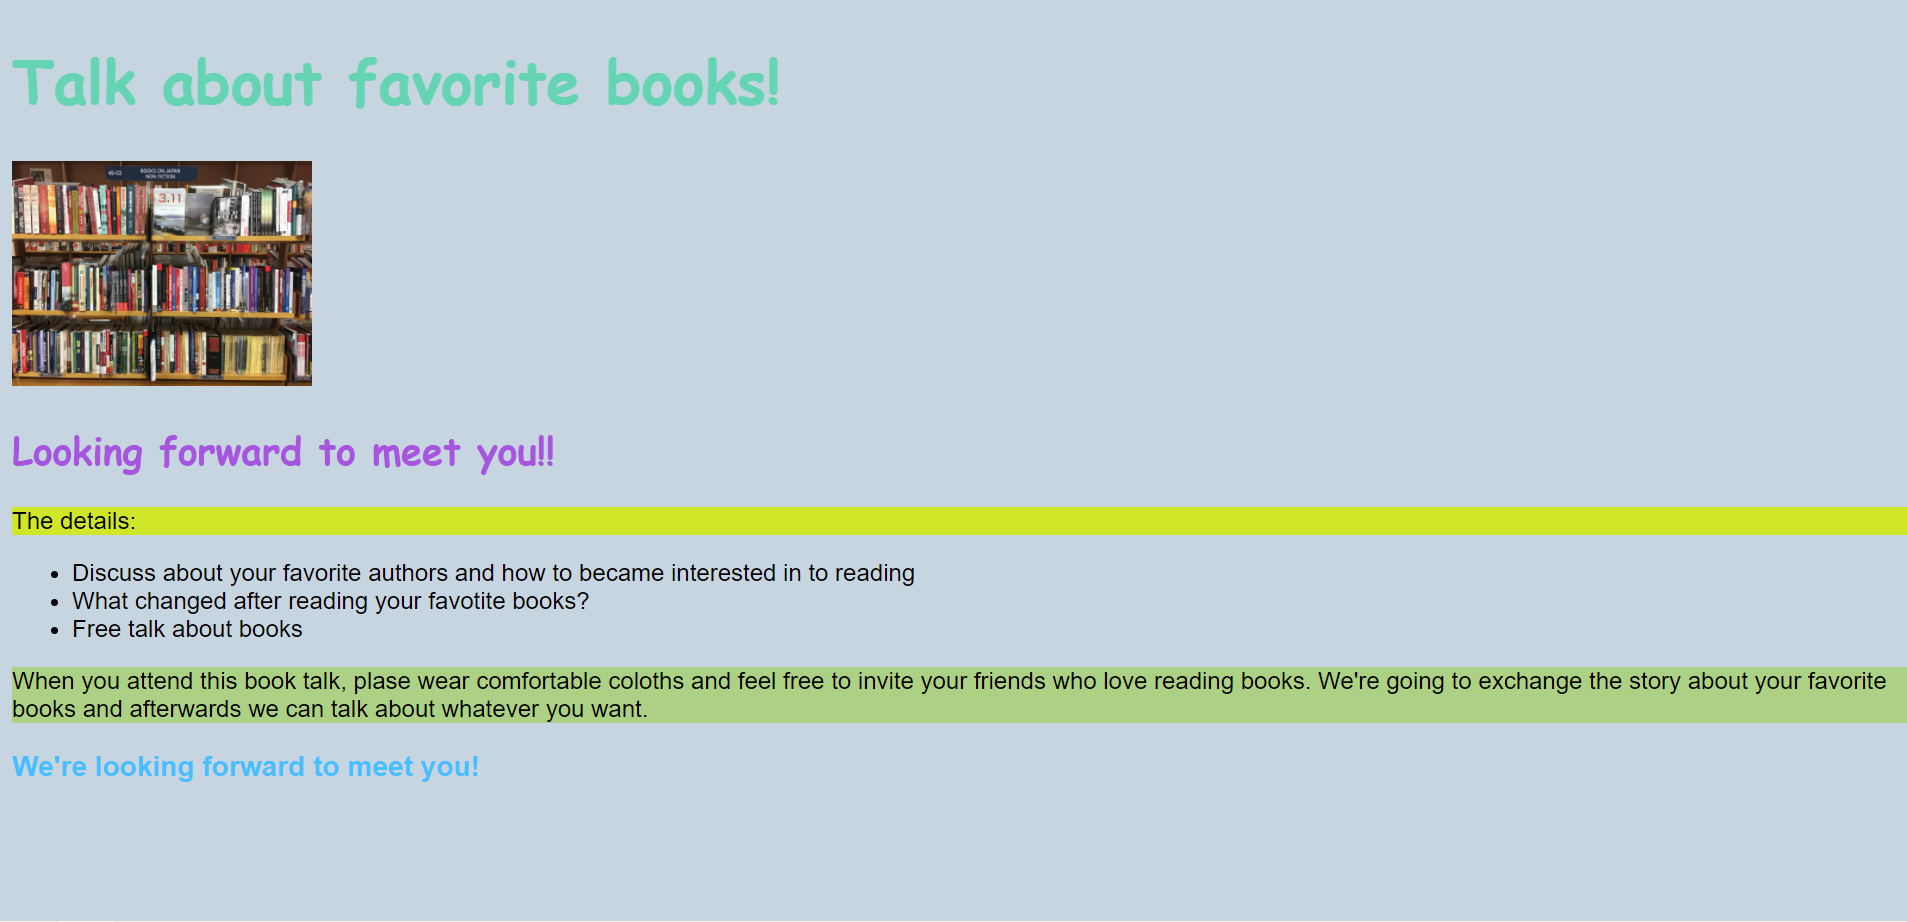 Talk about favorite books!
45-03 BOOKS ON JAPAN
NON FICTION
3.11
Looking forward to meet you!!
The details:
Discuss about your favorite authors and how to became interested in to reading
What changed after reading your favotite books?
Free talk about books
When you attend this book talk, plase wear comfortable coloths and feel free to invite your friends who love reading books. We're going to exchange the story about your favorite
books and afterwards we can talk about whatever you want.
We're looking forward to meet you!